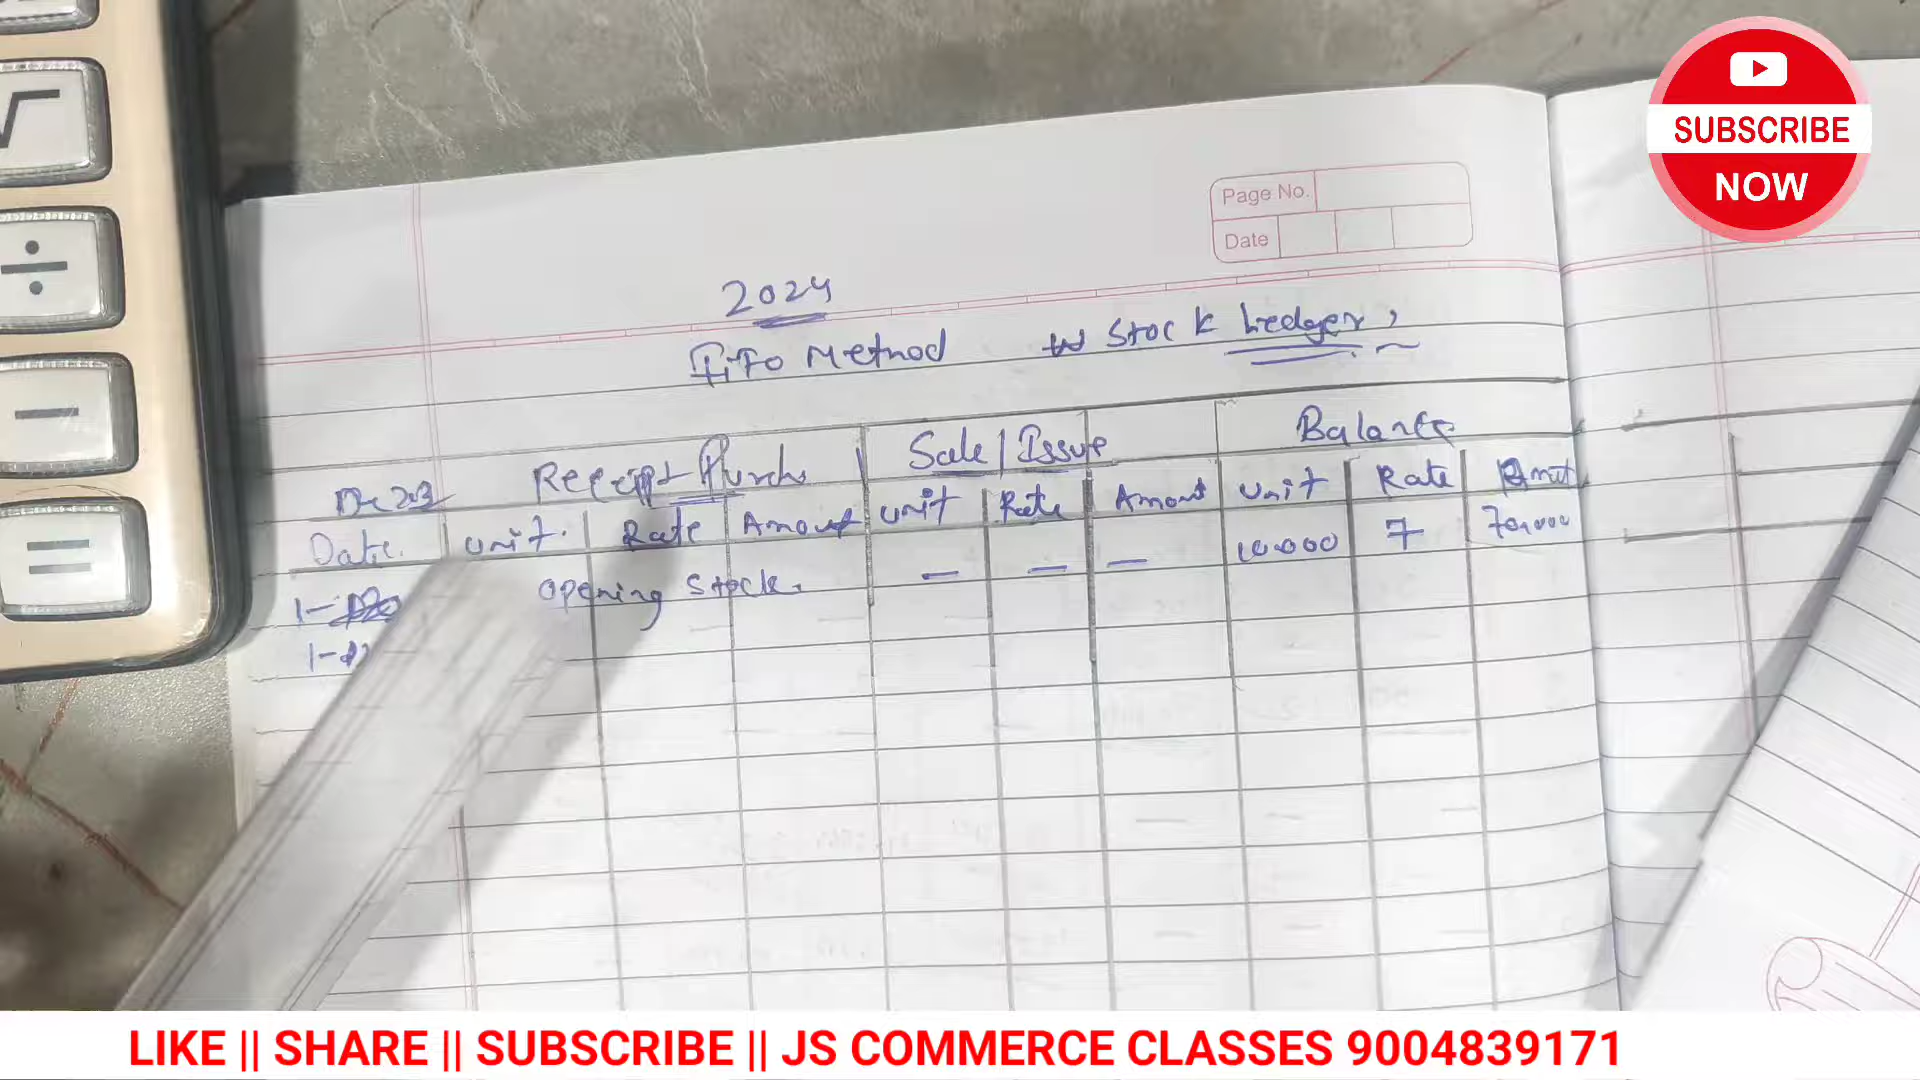 SUBSCRIBE
NOW
Page No.
Date
2024
FiFo Method Stock Ledger,
Receipt Purch Sale/Issue Balance
Date unit Rate Amount unit Rate Amount unit Rate Amut
Opening Stock. — — — 10,000 7 70,000
LIKE || SHARE || SUBSCRIBE || JS COMMERCE CLASSES 9004839171